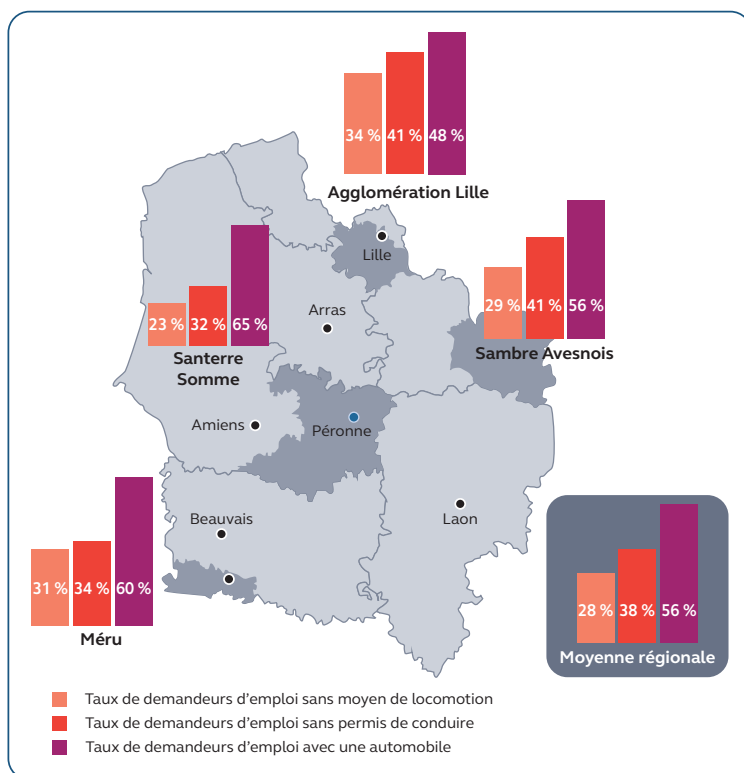 34 % 41 % 48 %
Agglomération Lille
Lille
29 % 41 % 56 %
Sambre Avesnois
23 % 32 % 65 %
Santerre
Somme
Arras
Amiens
Péronne
Beauvais
Laon
31 % 34 % 60 %
Méru
28 % 38 % 56 %
Moyenne régionale
Taux de demandeurs d’emploi sans moyen de locomotion
Taux de demandeurs d’emploi sans permis de conduire
Taux de demandeurs d’emploi avec une automobile